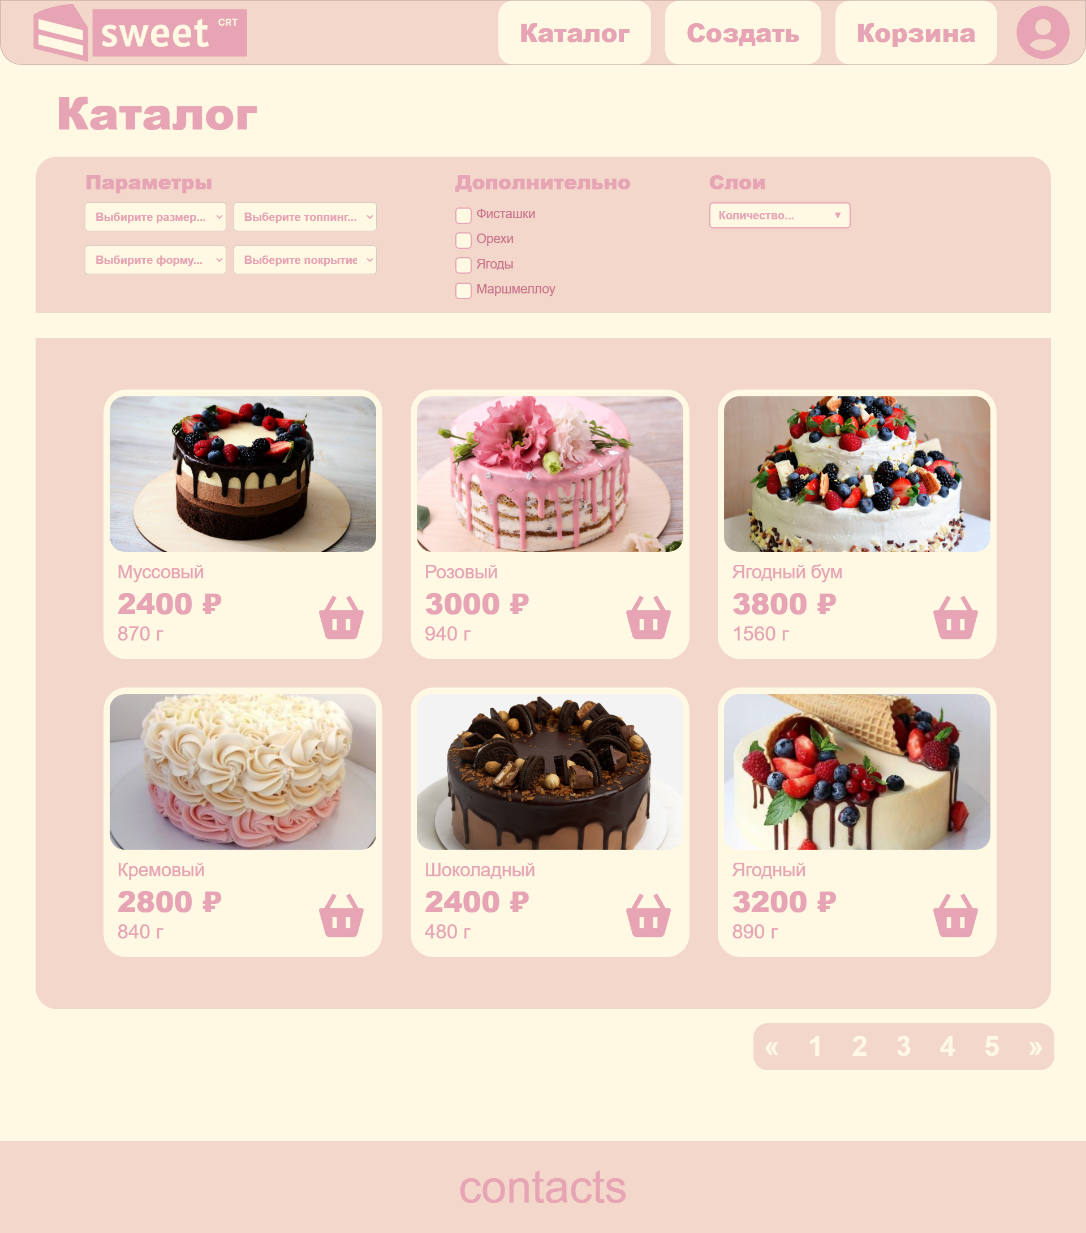 sweet CRT
Каталог
Создать
Корзина
Каталог
Параметры
Выбирите размер...
Выберите топпинг...
Выбирите форму...
Выберите покрытие
Дополнительно
Фисташки
Орехи
Ягоды
Маршмеллоу
Слои
Количество...
Муссовый
2400 ₽
870 г
Розовый
3000 ₽
940 г
Ягодный бум
3800 ₽
1560 г
Кремовый
2800 ₽
840 г
Шоколадный
2400 ₽
480 г
Ягодный
3200 ₽
890 г
« 1 2 3 4 5 »
contacts